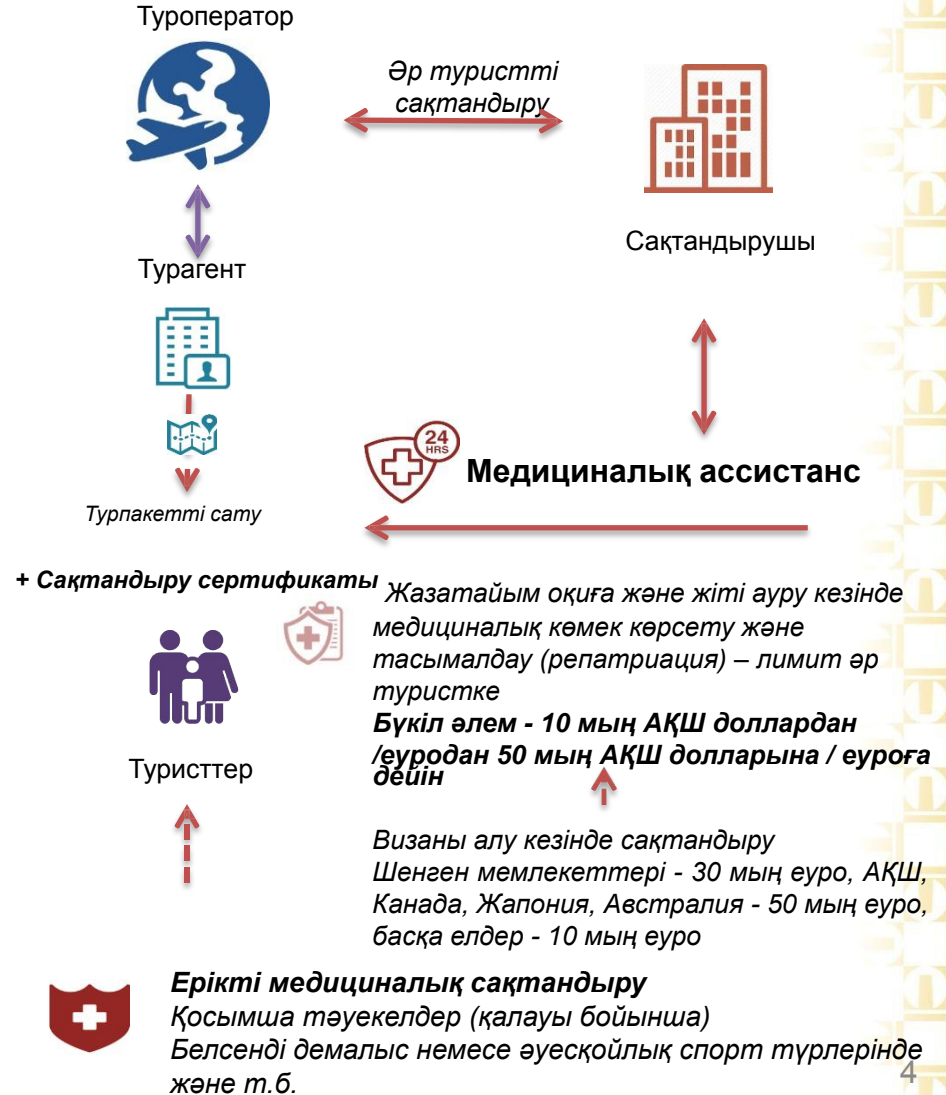 Туроператор
Әр туристті
сақтандыру
Сақтандырушы
Турагент
24
HRS
Медициналық ассистанс
Турпакетті сату
+ Сақтандыру сертификаты
Жазатайым оқиға және жіті ауру кезінде
медициналық көмек көрсету және
тасымалдау (репатриация) – лимит әр
туристке
Бүкіл әлем - 10 мың АҚШ доллардан
/еуродан 50 мың АҚШ долларына / еуроға
дейін
Туристтер
Визаны алу кезінде сақтандыру
Шенген мемлекеттері - 30 мың еуро, АҚШ,
Канада, Жапония, Австралия - 50 мың еуро,
басқа елдер - 10 мың еуро
Ерікті медициналық сақтандыру
Қосымша тәуекелдер (қалауы бойынша)
Белсенді демалыс немесе әуесқойлық спорт түрлерінде
және т.б.
4